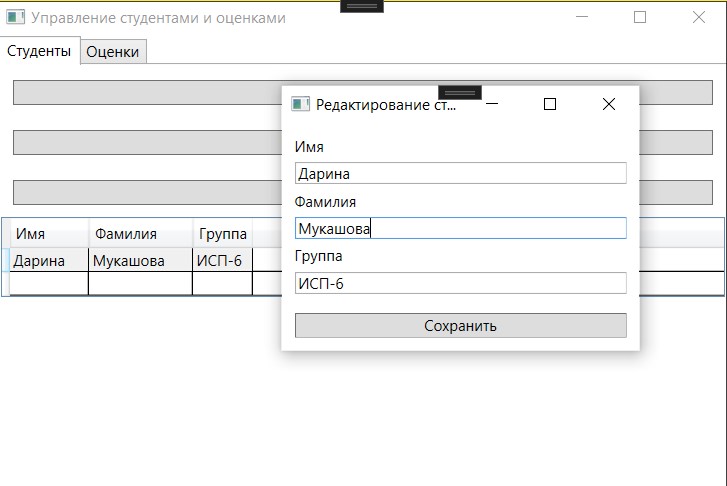 Управление студентами и оценками
Студенты Оценки
Редактирование ст...
Имя
Дарина
Фамилия
Мукашова
Группа
ИСП-6
Сохранить
Имя Фамилия Группа
Дарина Мукашова ИСП-6